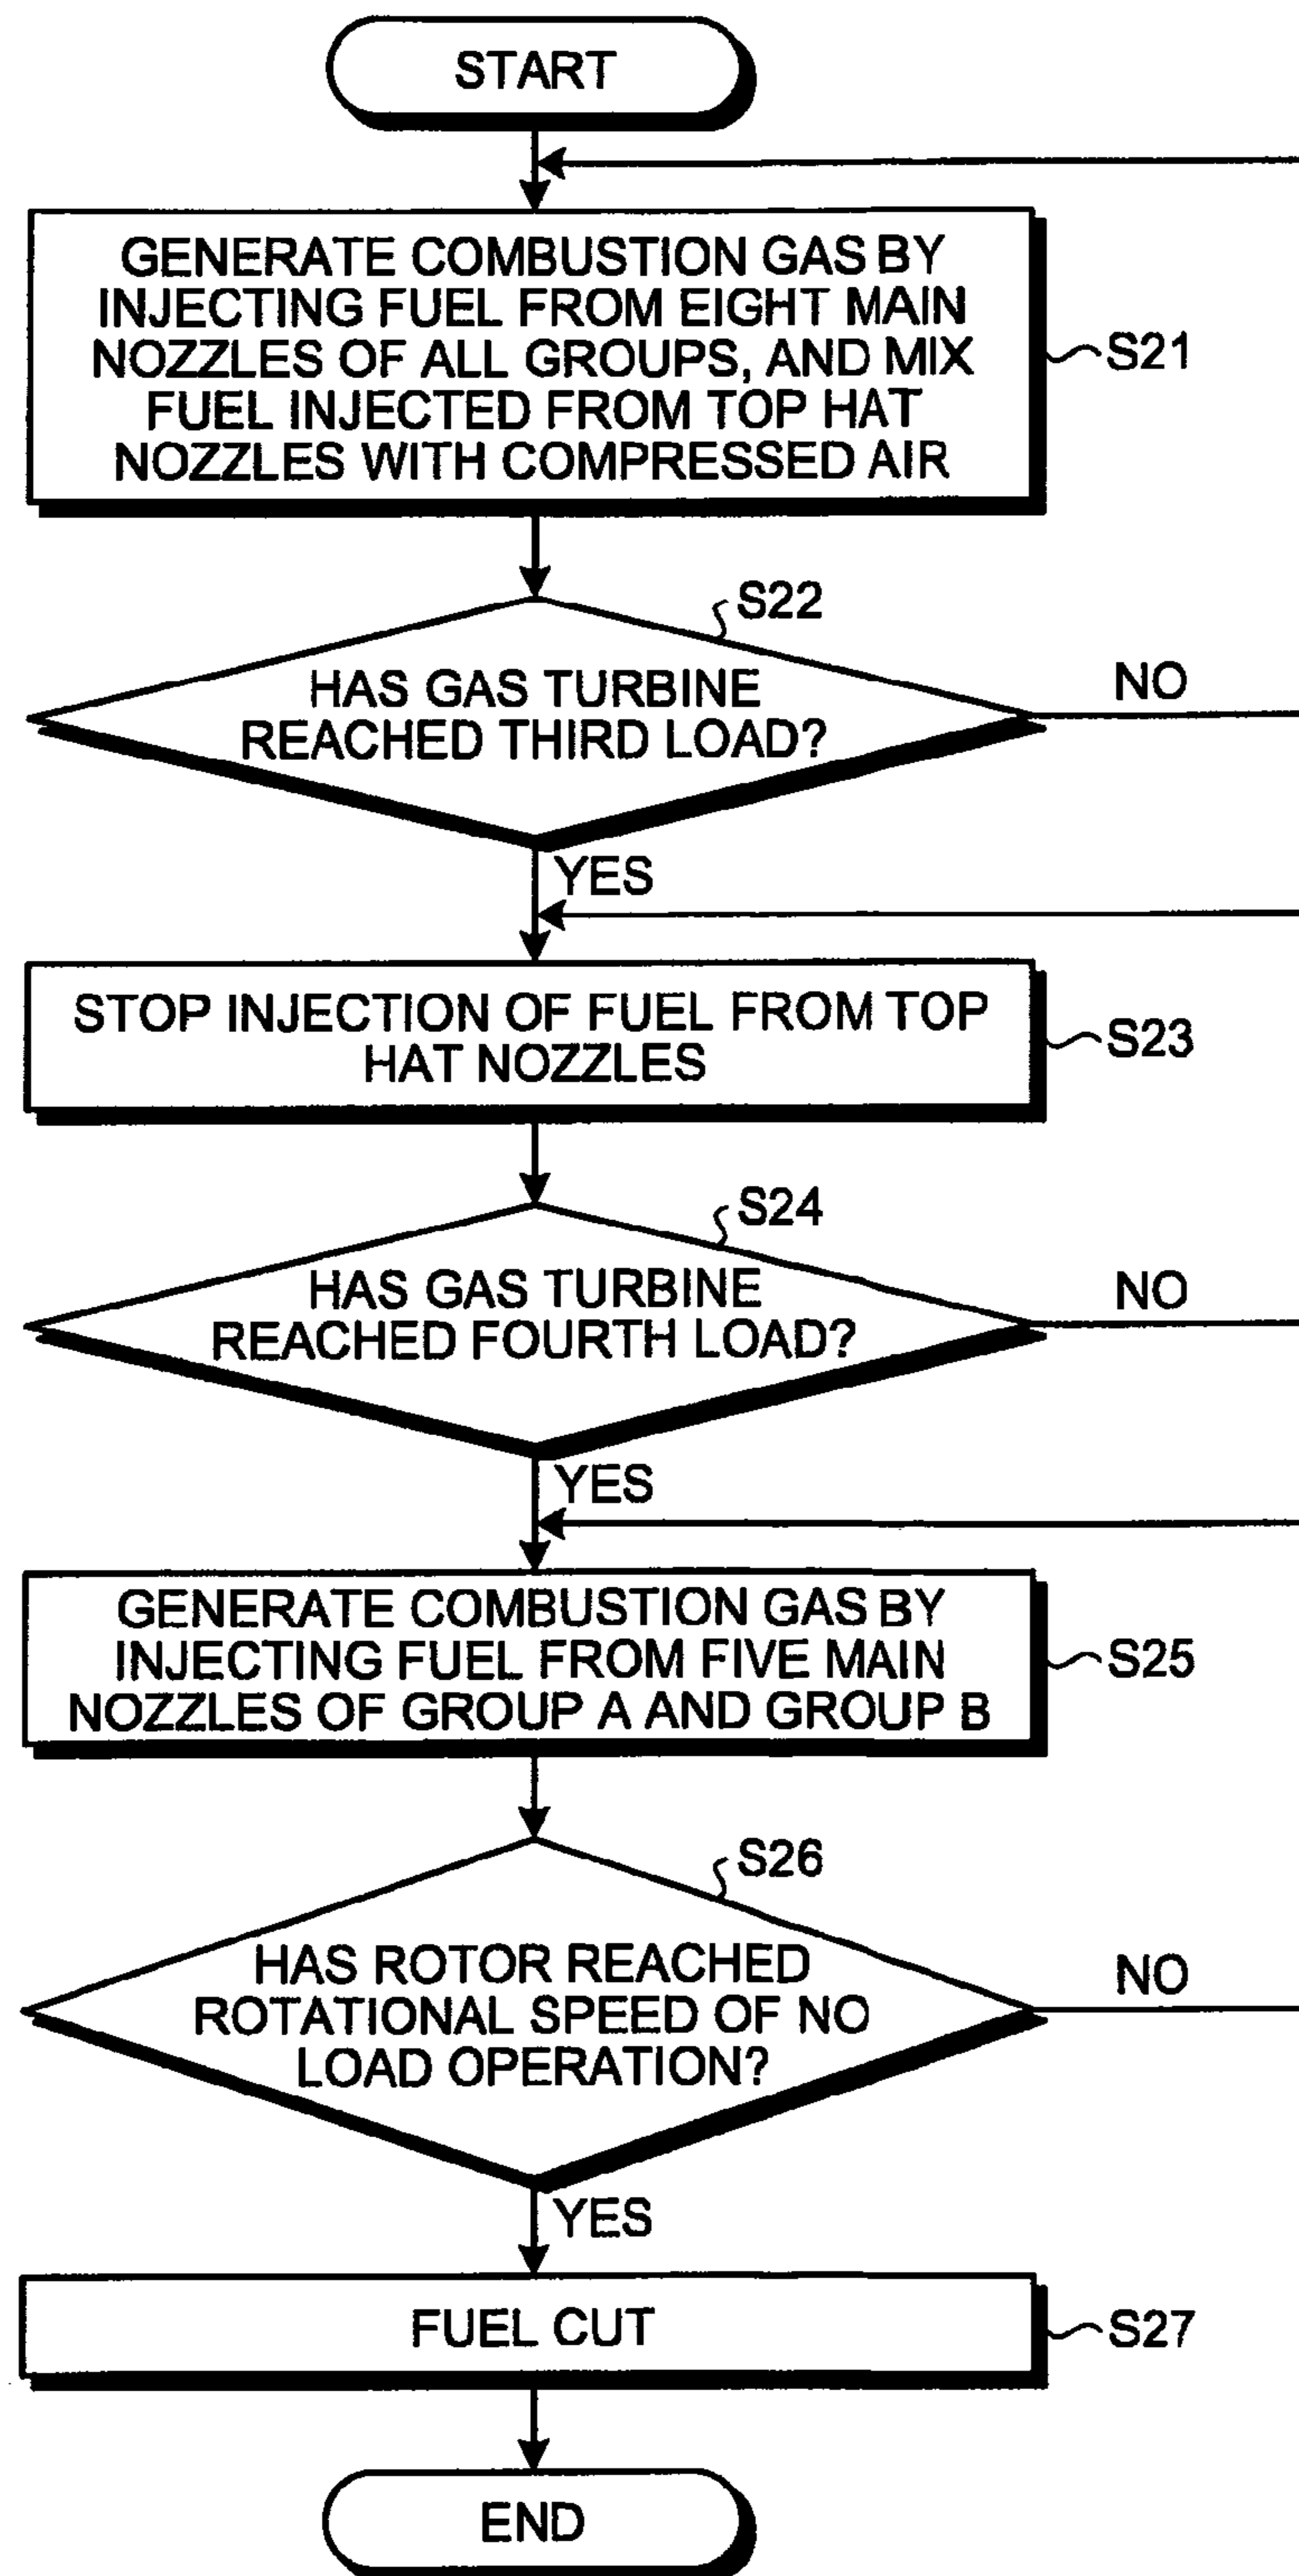 START
GENERATE COMBUSTION GAS BY
INJECTING FUEL FROM EIGHT MAIN
NOZZLES OF ALL GROUPS, AND MIX
FUEL INJECTED FROM TOP HAT
NOZZLES WITH COMPRESSED AIR
S21
S22
HAS GAS TURBINE
REACHED THIRD LOAD?
NO
YES
STOP INJECTION OF FUEL FROM TOP
HAT NOZZLES
S23
S24
HAS GAS TURBINE
REACHED FOURTH LOAD?
NO
YES
GENERATE COMBUSTION GAS BY
INJECTING FUEL FROM FIVE MAIN
NOZZLES OF GROUP A AND GROUP B
S25
S26
HAS ROTOR REACHED
ROTATIONAL SPEED OF NO
LOAD OPERATION?
NO
YES
FUEL CUT
S27
END